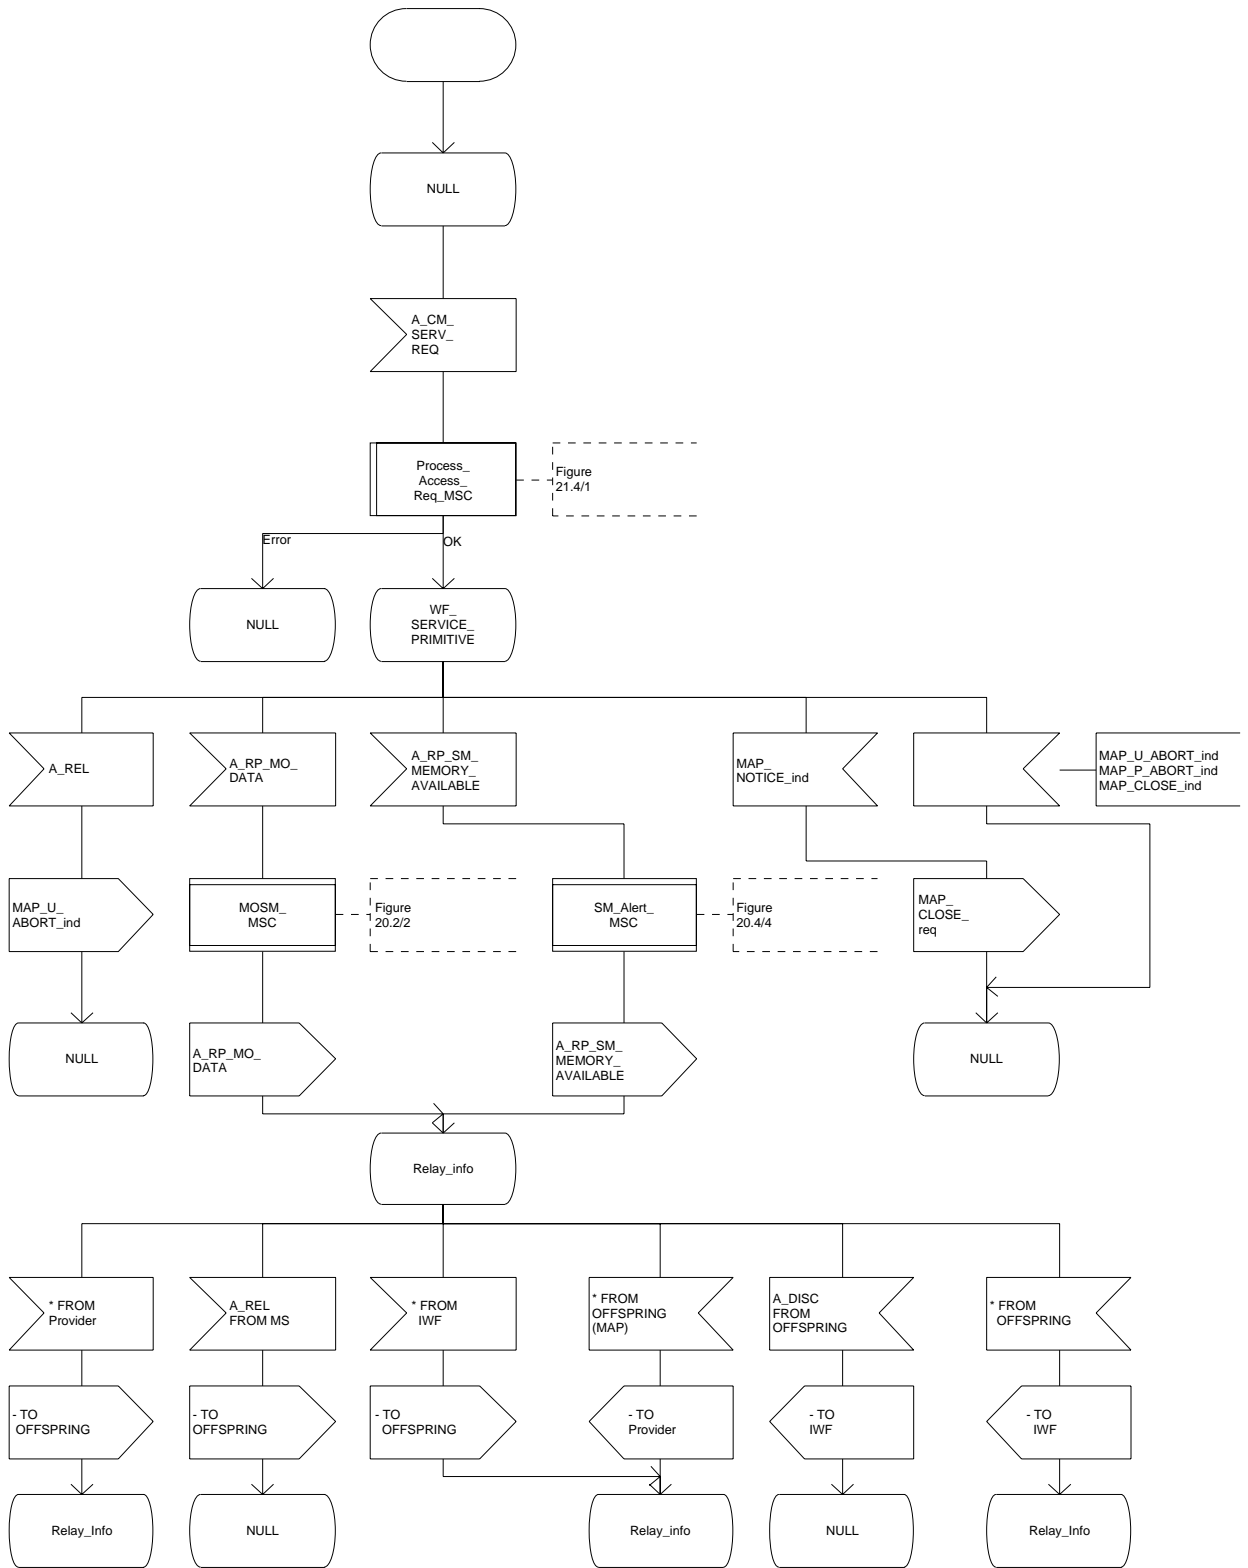 NULL
A_CM_
SERV_
REQ
Process_
Access_
Req_MSC
Figure
21.4/1
Error
OK
NULL
WF_
SERVICE_
PRIMITIVE
A_REL
A_RP_MO_
DATA
A_RP_SM_
MEMORY_
AVAILABLE
MAP_
NOTICE_ind
MAP_U_ABORT_ind
MAP_P_ABORT_ind
MAP_CLOSE_ind
MAP_U_
ABORT_ind
MOSM_
MSC
Figure
20.2/2
SM_Alert_
MSC
Figure
20.4/4
MAP_
CLOSE_
req
NULL
A_RP_MO_
DATA
A_RP_SM_
MEMORY_
AVAILABLE
NULL
Relay_info
* FROM
Provider
A_REL
FROM MS
* FROM
IWF
* FROM
OFFSPRING
(MAP)
A_DISC
FROM
OFFSPRING
* FROM
OFFSPRING
- TO
OFFSPRING
- TO
OFFSPRING
- TO
OFFSPRING
- TO
Provider
- TO
IWF
- TO
IWF
Relay_Info
NULL
Relay_info
NULL
Relay_Info